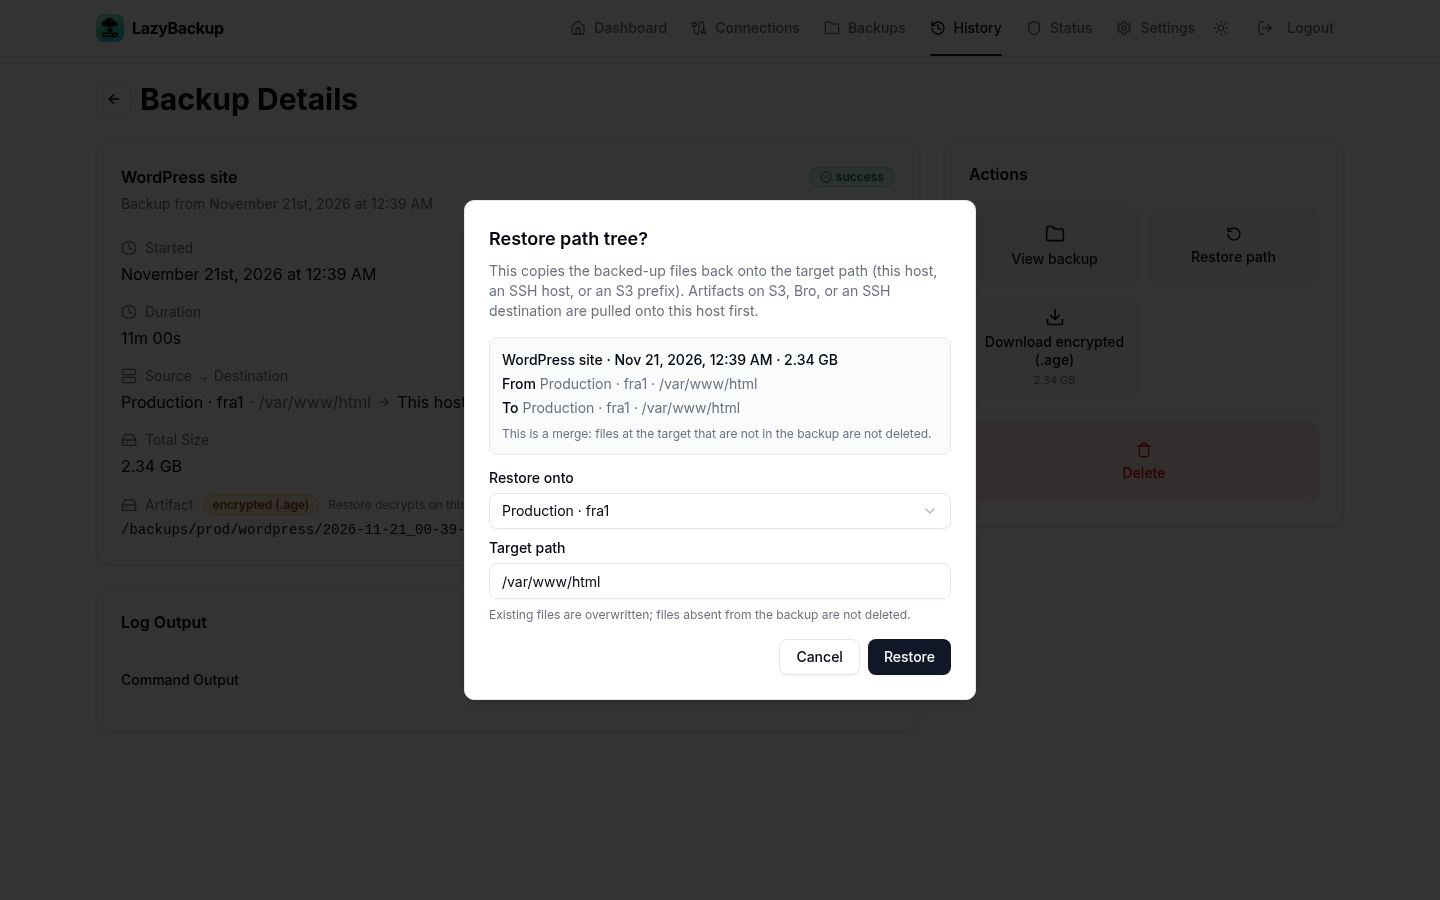 LazyBackup
Dashboard
Connections
Backups
History
Status
Settings
Logout
Backup Details
WordPress site
success
Backup from November 21st, 2026 at 12:39 AM
Started
November 21st, 2026 at 12:39 AM
Duration
11m 00s
Source → Destination
Production · fra1 · /var/www/html → This host
Total Size
2.34 GB
Artifact encrypted (.age) Restore decrypts on this
/backups/prod/wordpress/2026-11-21_00-39-
Log Output
Command Output
Actions
View backup
Restore path
Download encrypted
(.age)
2.34 GB
Delete
Restore path tree?
This copies the backed-up files back onto the target path (this host,
an SSH host, or an S3 prefix). Artifacts on S3, Bro, or an SSH
destination are pulled onto this host first.
WordPress site · Nov 21, 2026, 12:39 AM · 2.34 GB
From Production · fra1 · /var/www/html
To Production · fra1 · /var/www/html
This is a merge: files at the target that are not in the backup are not deleted.
Restore onto
Production · fra1
Target path
/var/www/html
Existing files are overwritten; files absent from the backup are not deleted.
Cancel
Restore